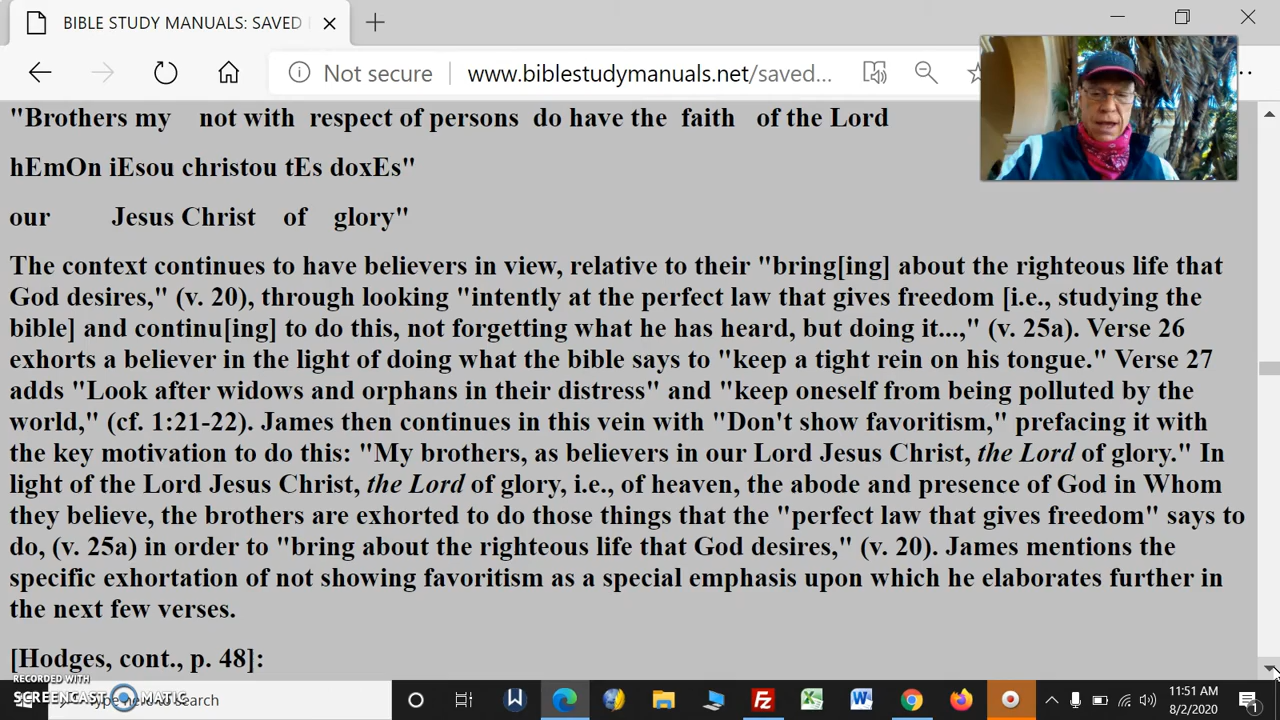 BIBLE STUDY MANUALS: SAVED
Not secure
www.biblestudymanuals.net/saved...
"Brothers my not with respect of persons do have the faith of the Lord
hEmOn iEsou christou tEs doxEs"
our Jesus Christ of glory"
The context continues to have believers in view, relative to their "bring[ing] about the righteous life that
God desires," (v. 20), through looking "intently at the perfect law that gives freedom [i.e., studying the
bible] and continu[ing] to do this, not forgetting what he has heard, but doing it...," (v. 25a). Verse 26
exhorts a believer in the light of doing what the bible says to "keep a tight rein on his tongue." Verse 27
adds "Look after widows and orphans in their distress" and "keep oneself from being polluted by the
world," (cf. 1:21-22). James then continues in this vein with "Don't show favoritism," prefacing it with
the key motivation to do this: "My brothers, as believers in our Lord Jesus Christ, the Lord of glory." In
light of the Lord Jesus Christ, the Lord of glory, i.e., of heaven, the abode and presence of God in Whom
they believe, the brothers are exhorted to do those things that the "perfect law that gives freedom" says to
do, (v. 25a) in order to "bring about the righteous life that God desires," (v. 20). James mentions the
specific exhortation of not showing favoritism as a special emphasis upon which he elaborates further in
the next few verses.
[Hodges, cont., p. 48]:
RECORDED WITH
SCREENCAST MATIC
Type here to search
11:51 AM
8/2/2020
1